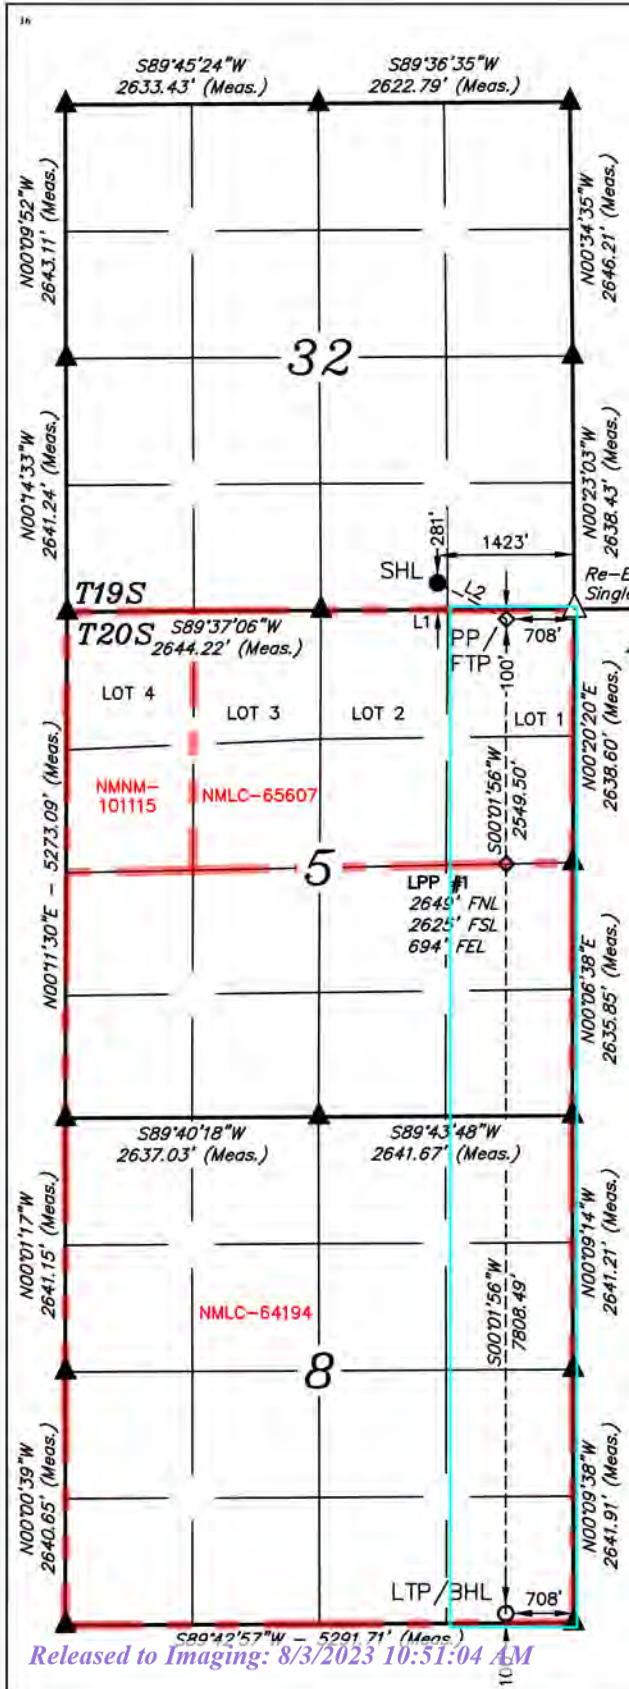 16
S89°45'24"W
2633.43' (Meas.)
S89°36'35"W
2622.79' (Meas.)
N00°09'52"W
2643.11' (Meas.)
N00°34'35"W
2646.21' (Meas.)
32
N00°14'33"W
2641.24' (Meas.)
N00°23'03"W
2638.43' (Meas.)
281'
1423'
SHL
L2
Re-E
Single
T19S
T20S
S89°37'06"W
2644.22' (Meas.)
L1
PP/
FTP
708'
100'
LOT 4
LOT 3
LOT 2
LOT 1
N00°20'20"E
2638.60' (Meas.)
NMNM-
101115
NMLC-65607
S00°01'56"W
2549.50'
N00°11'30"E - 5273.09' (Meas.)
5
LPP #1
2649' FNL
2625' FSL
694' FEL
N00°06'38"E
2635.85' (Meas.)
S89°40'18"W
2637.03' (Meas.)
S89°43'48"W
2641.67' (Meas.)
N00°01'17"W
2641.15' (Meas.)
N00°09'14"W
2641.21' (Meas.)
S00°01'56"W
7808.49'
NMLC-64194
8
N00°00'39"W
2640.65' (Meas.)
N00°09'38"W
2641.91' (Meas.)
LTP/BHL
708'
S89°42'57"W - 5291.71' (Meas.)
Released to Imaging: 8/3/2023 10:51:04 AM